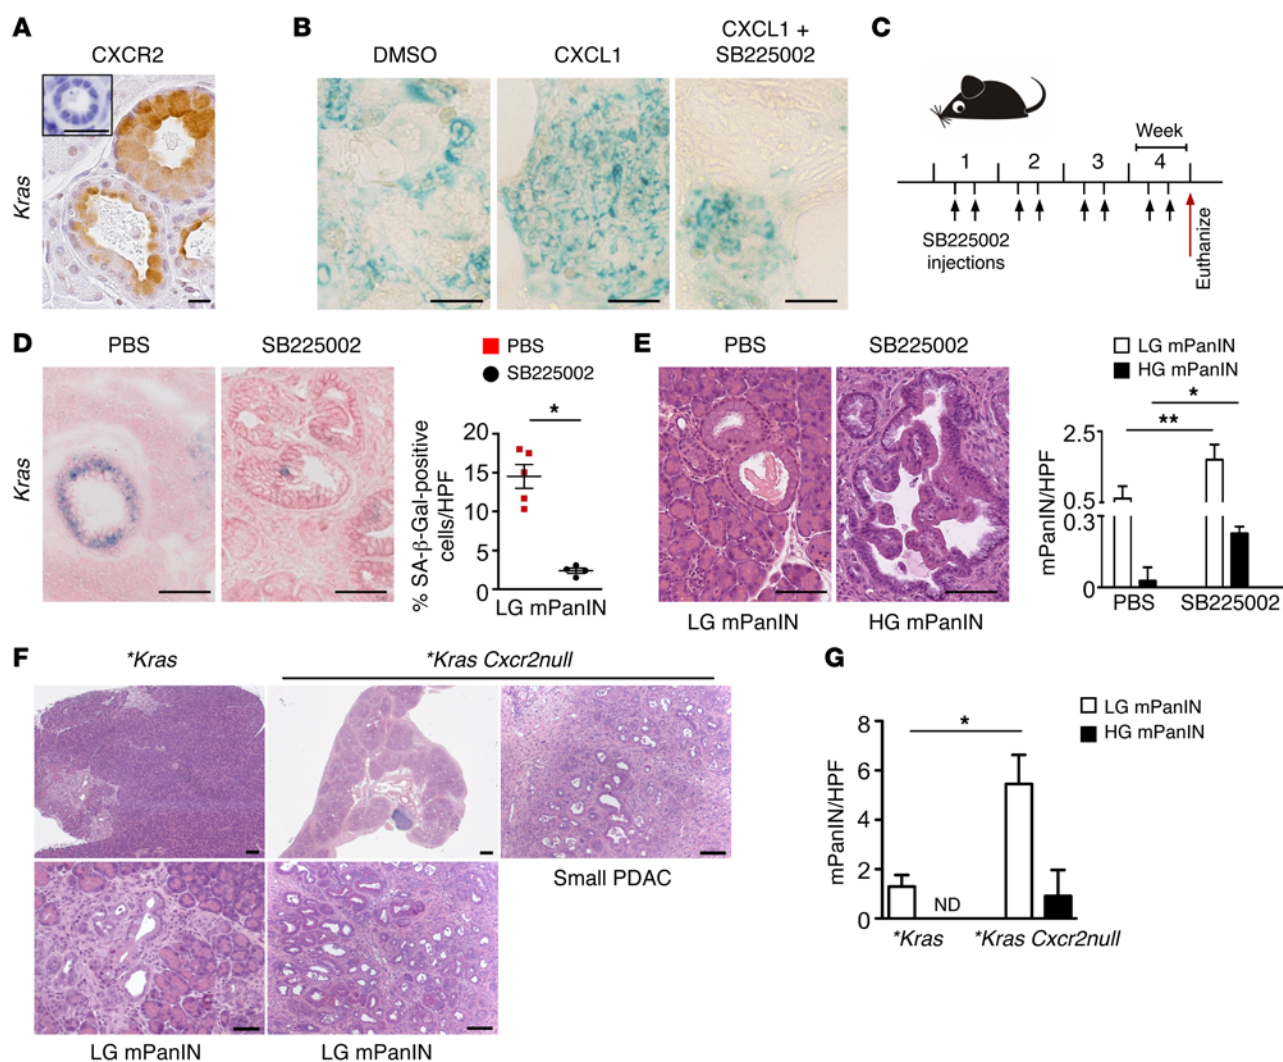 A
CXCR2
Kras
B
DMSO
CXCL1
CXCL1 +
SB225002
C
Week
1 2 3 4
SB225002
injections
Euthanize
D
PBS
SB225002
Kras
PBS
SB225002
% SA-β-Gal-positive
cells/HPF
20
15
10
5
0
*
LG mPanIN
E
PBS
SB225002
LG mPanIN
HG mPanIN
LG mPanIN
HG mPanIN
mPanIN/HPF
*
**
2.5
0.5
0.3
0
PBS
SB225002
F
*Kras
*Kras Cxcr2null
Small PDAC
LG mPanIN
LG mPanIN
G
LG mPanIN
HG mPanIN
mPanIN/HPF
8
6
4
2
0
*
ND
*Kras
*Kras Cxcr2null